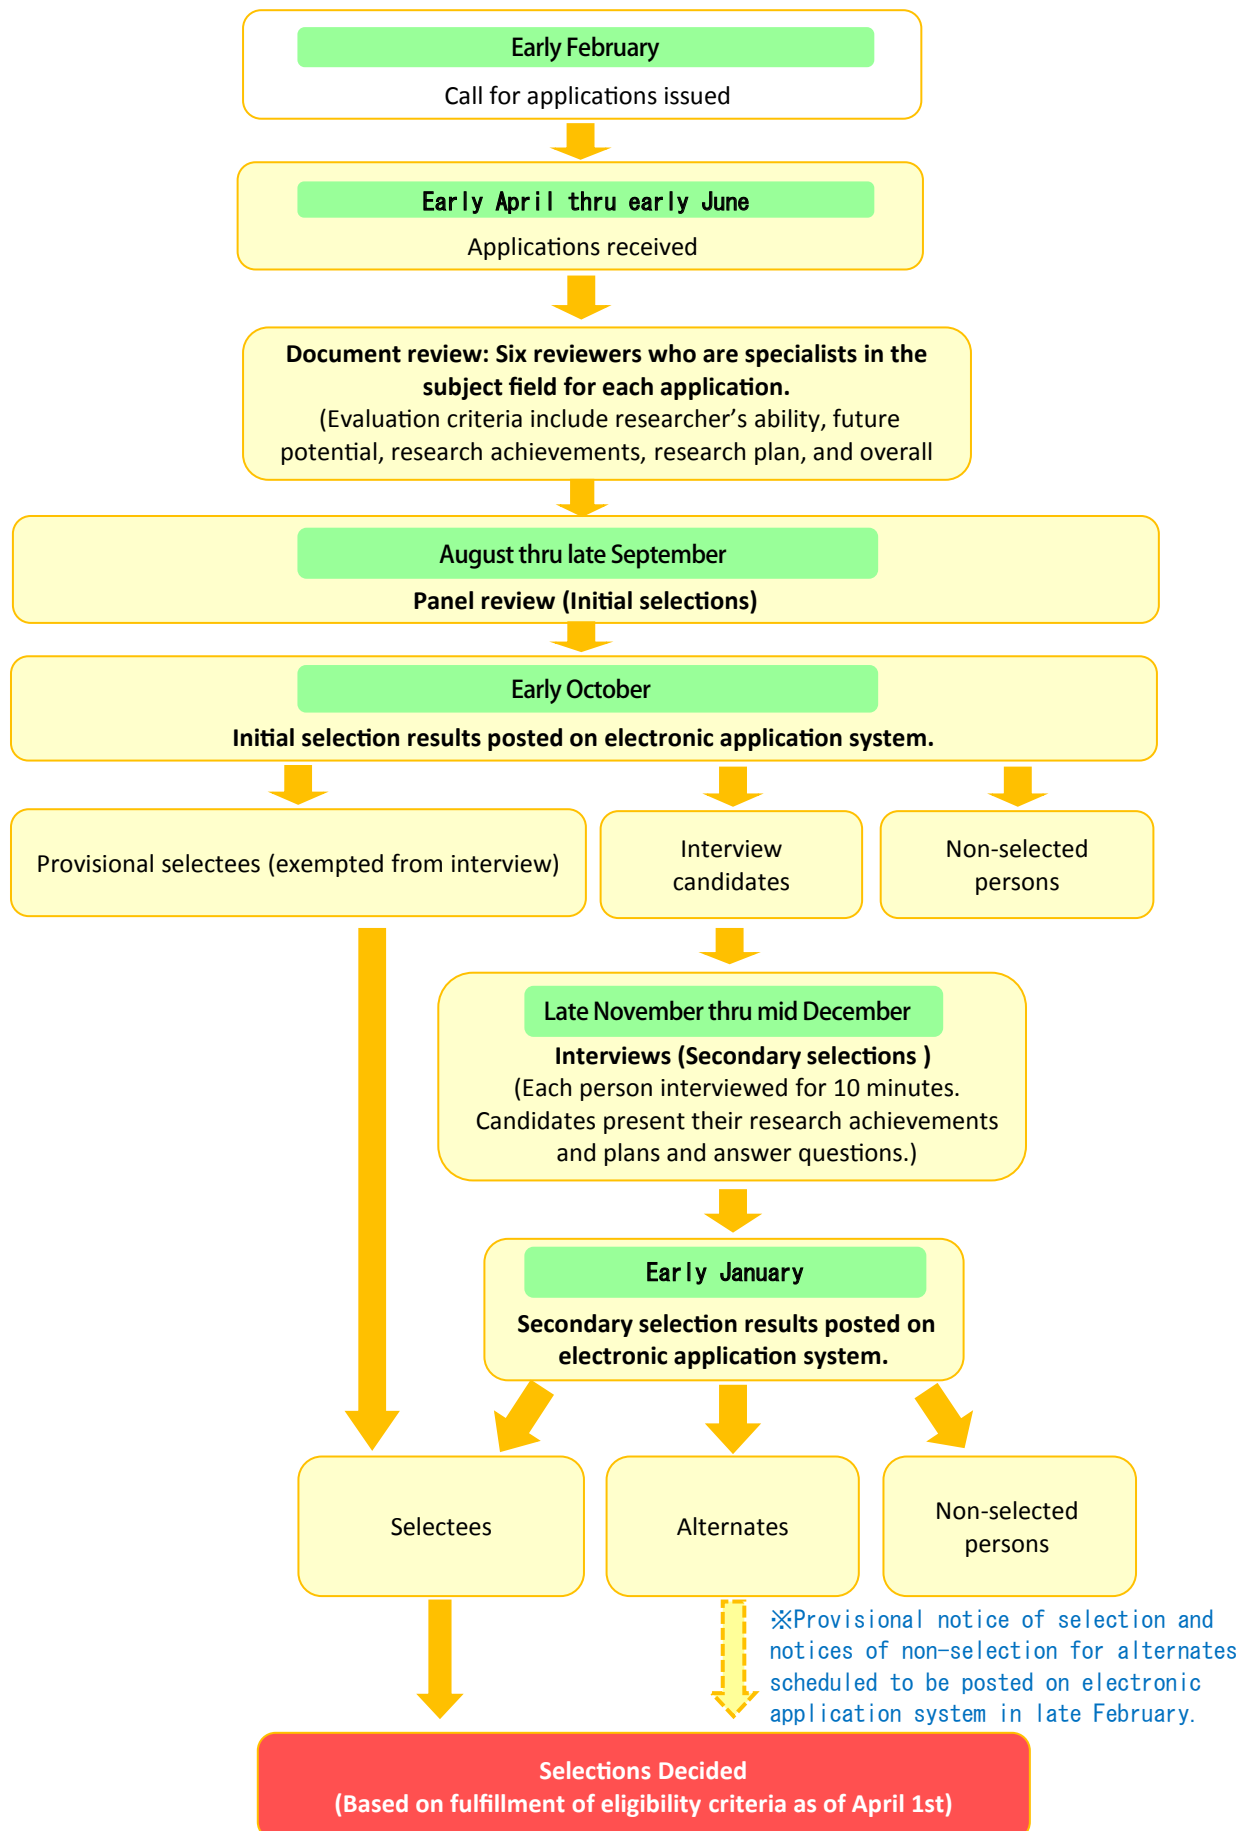 Early February
Call for applications issued
Early April thru early June
Applications received
Document review: Six reviewers who are specialists in the
subject field for each application.
(Evaluation criteria include researcher’s ability, future
potential, research achievements, research plan, and overall
August thru late September
Panel review (Initial selections)
Early October
Initial selection results posted on electronic application system.
Provisional selectees (exempted from interview)
Interview
candidates
Non-selected
persons
Late November thru mid December
Interviews (Secondary selections )
(Each person interviewed for 10 minutes.
Candidates present their research achievements
and plans and answer questions.)
Early January
Secondary selection results posted on
electronic application system.
Selectees
Alternates
Non-selected
persons
※Provisional notice of selection and
notices of non-selection for alternates
scheduled to be posted on electronic
application system in late February.
Selections Decided
(Based on fulfillment of eligibility criteria as of April 1st)